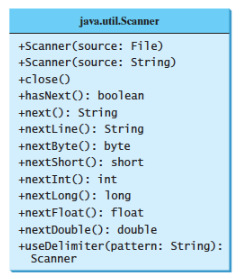 java.util.Scanner
+Scanner(source: File)
+Scanner(source: String)
+close()
+hasNext(): boolean
+next(): String
+nextLine(): String
+nextByte(): byte
+nextShort(): short
+nextInt(): int
+nextLong(): long
+nextFloat(): float
+nextDouble(): double
+useDelimiter(pattern: String):
Scanner